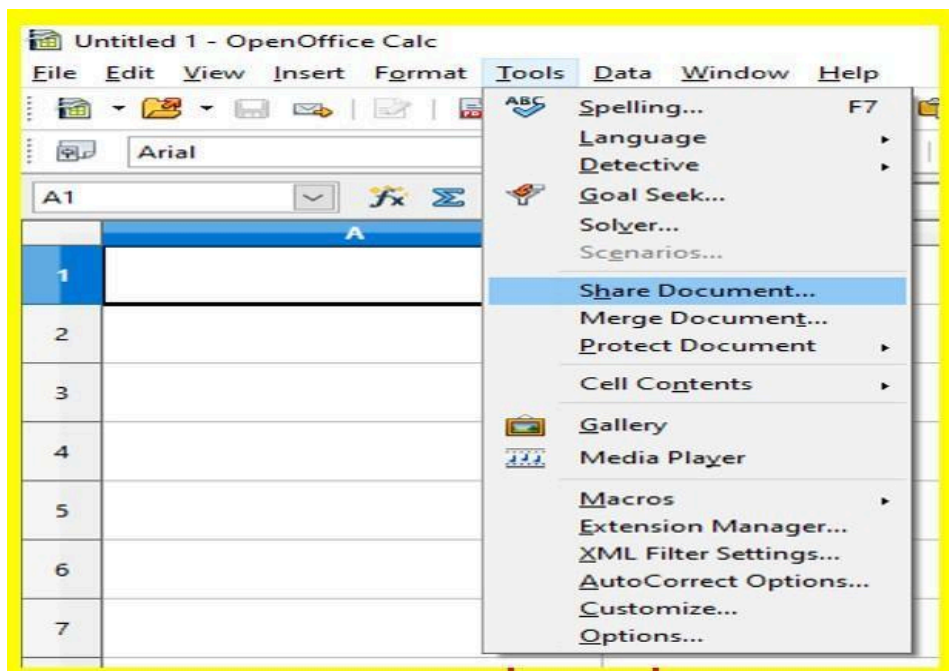 Untitled 1 - OpenOffice Calc
File Edit View Insert Format Tools Data Window Help
ABC Spelling... F7
Arial
Language
Detective
A1
Goal Seek...
Solver...
A
Scenarios...
1
Share Document...
Merge Document...
2
Protect Document
3
Cell Contents
Gallery
4
Media Player
Macros
5
Extension Manager...
XML Filter Settings...
6
AutoCorrect Options...
Customize...
7
Options...